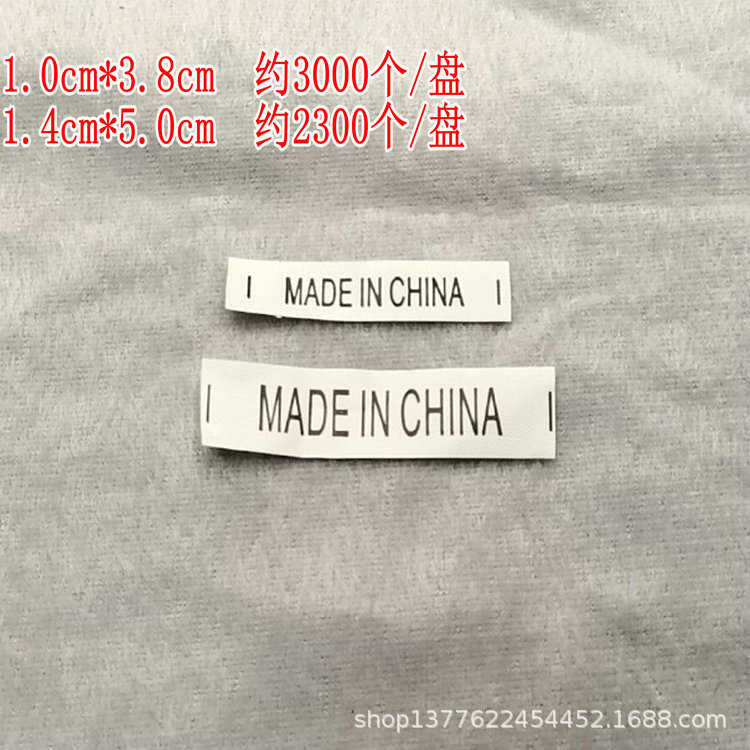 1.0cm*3.8cm 约3000个/盘
1.4cm*5.0cm 约2300个/盘
MADE IN CHINA
MADE IN CHINA
shop1377622454452.1688.com